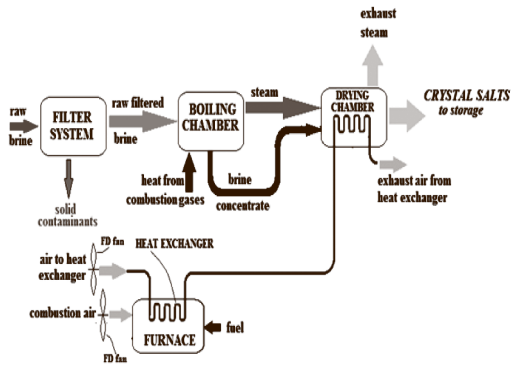 exhaust
steam
raw
brine
FILTER
SYSTEM
raw filtered
brine
BOILING
CHAMBER
steam
DRYING
CHAMBER
CRYSTAL SALTS
to storage
exhaust air from
heat exchanger
heat from
combustion gases
brine
concentrate
solid
contaminants
FD fan
air to heat
exchanger
HEAT EXCHANGER
combustion air
FURNACE
fuel
FD fan